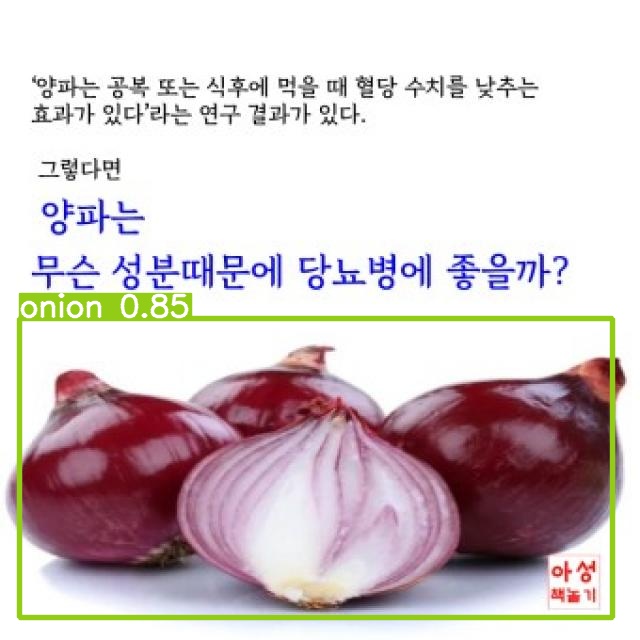 ‘양파는 공복 또는 식후에 먹을 때 혈당 수치를 낮추는
효과가 있다’라는 연구 결과가 있다.
그렇다면
양파는
무슨 성분때문에 당뇨병에 좋을까?
onion 0.85
아성
책놀기